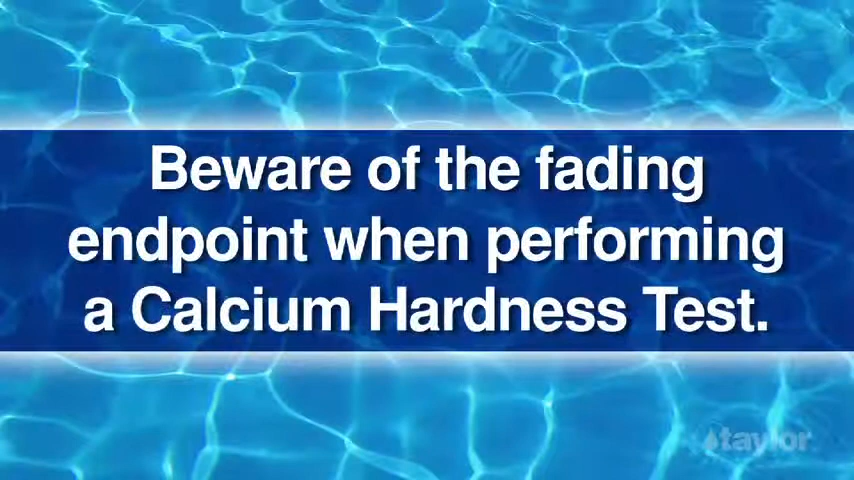 Beware of the fading
endpoint when performing
a Calcium Hardness Test.
taylor